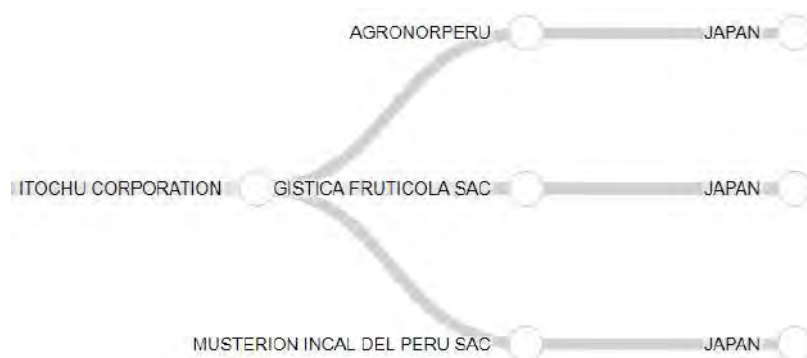 AGRONORPERU JAPAN
ITOCHU CORPORATION GISTICA FRUTICOLA SAC JAPAN
MUSTERION INCAL DEL PERU SAC JAPAN